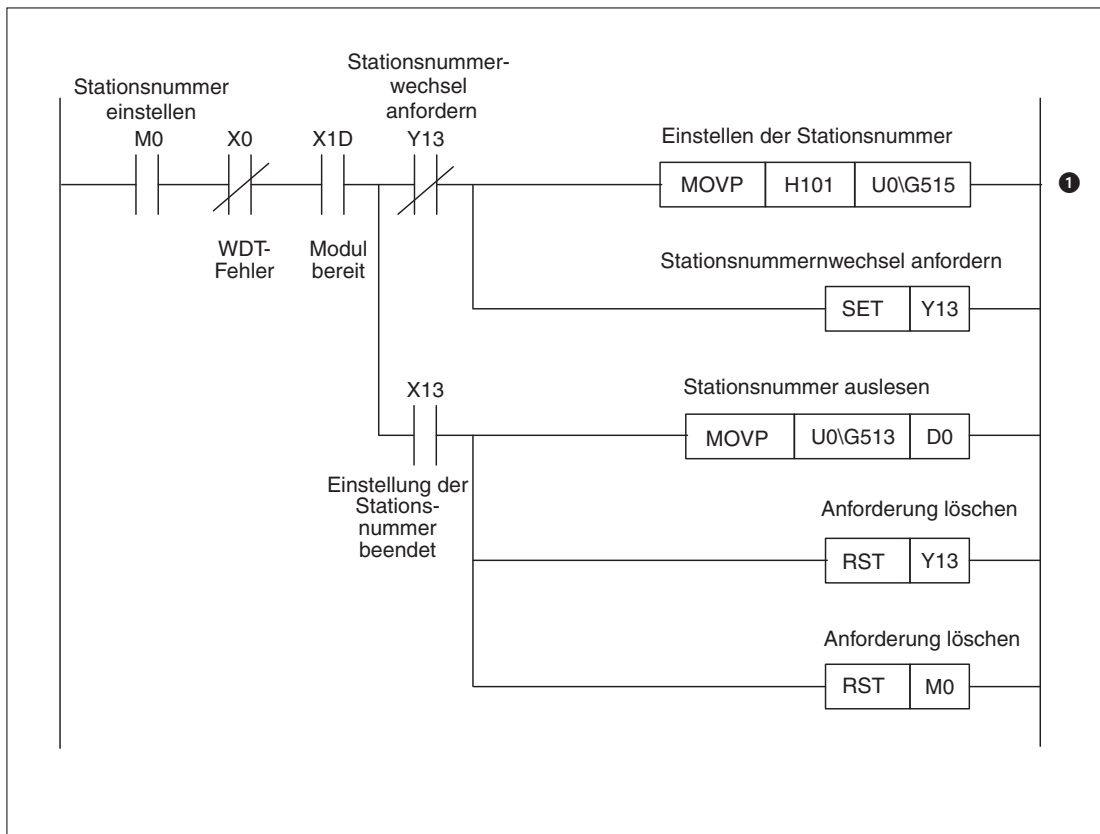 Stationsnummer
einstellen
Stationsnummer-
wechsel
anfordern
M0
X0
X1D
Y13
WDT-
Fehler
Modul
bereit
Einstellen der Stationsnummer
MOVP H101 U0\G515
❶
Stationsnummernwechsel anfordern
SET Y13
X13
Einstellung der
Stations-
nummer
beendet
Stationsnummer auslesen
MOVP U0\G513 D0
Anforderung löschen
RST Y13
Anforderung löschen
RST M0